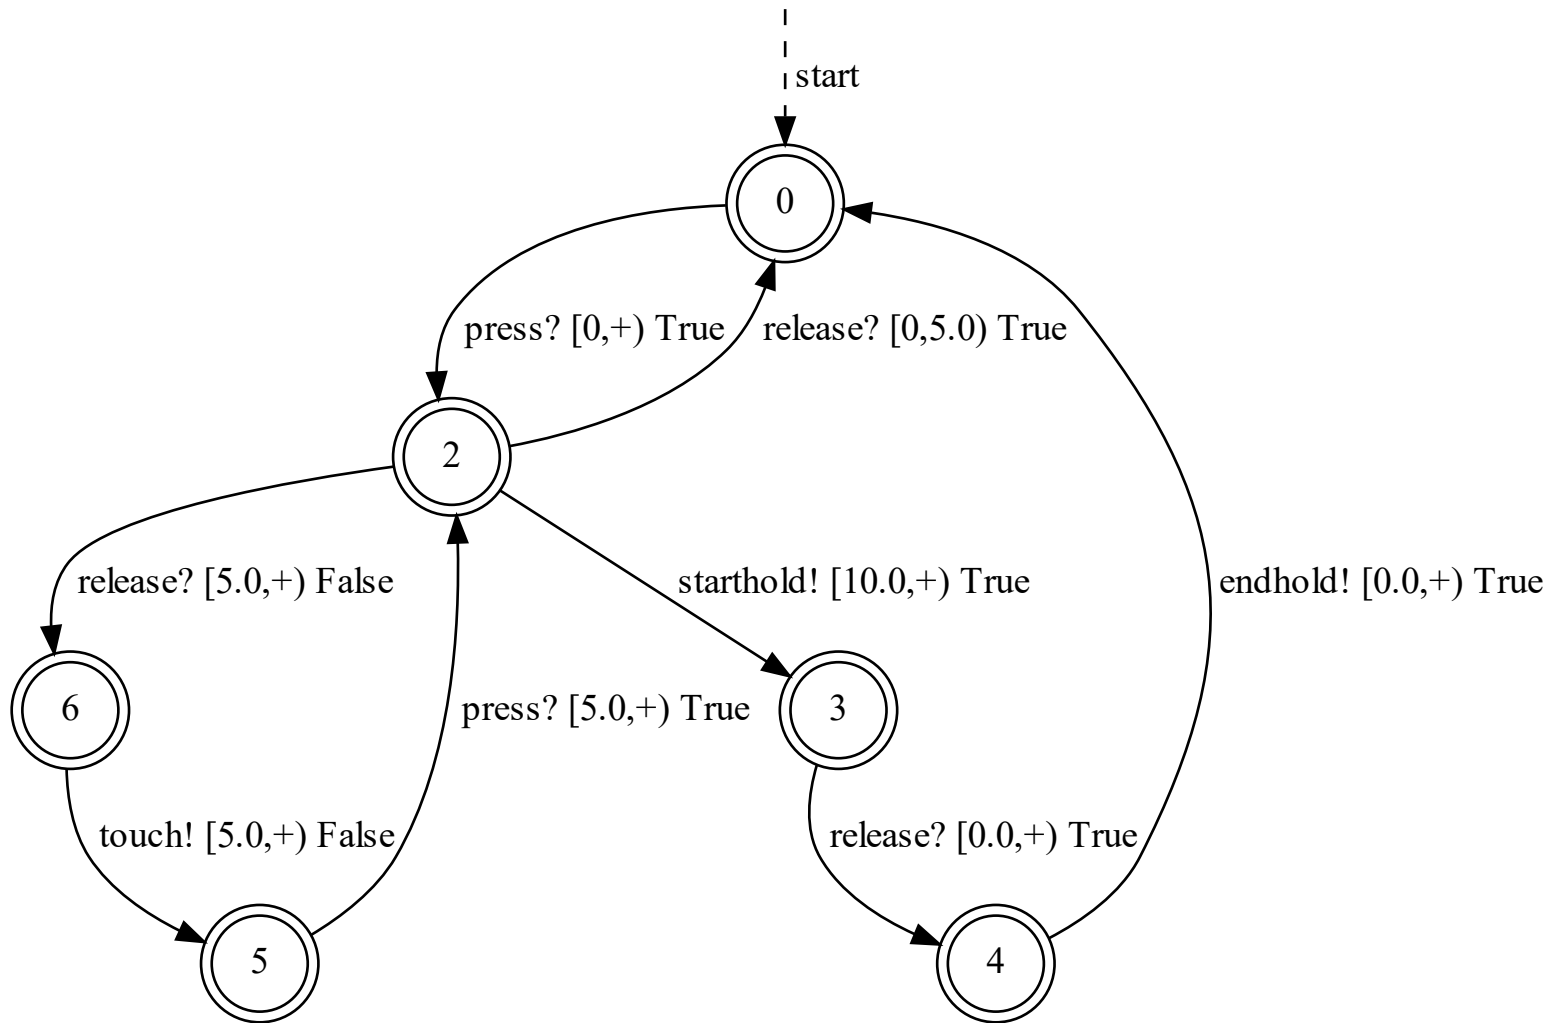 start
0
press? [0,+) True
release? [0,5.0) True
2
release? [5.0,+) False
starthold! [10.0,+) True
endhold! [0.0,+) True
6
press? [5.0,+) True
3
touch! [5.0,+) False
release? [0.0,+) True
5
4